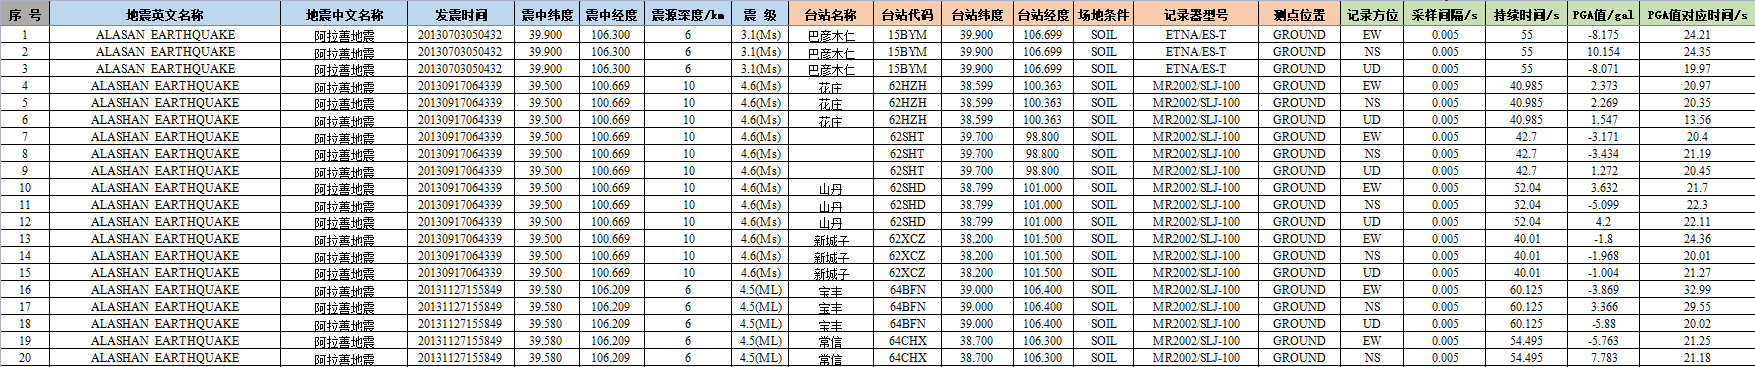 序 号 地震英文名称 地震中文名称 发震时间 震中纬度 震中经度 震源深度/km 震 级 台站名称 台站代码 台站纬度 台站经度 场地条件 记录器型号 测点位置 记录方位 采样间隔/s 持续时间/s PGA值/gal PGA值对应时间/s
1 ALASAN EARTHQUAKE 阿拉善地震 20130703050432 39.900 106.300 6 3.1(Ms) 巴彦木仁 15BYM 39.900 106.699 SOIL ETNA/ES-T GROUND EW 0.005 55 -8.175 24.21
2 ALASAN EARTHQUAKE 阿拉善地震 20130703050432 39.900 106.300 6 3.1(Ms) 巴彦木仁 15BYM 39.900 106.699 SOIL ETNA/ES-T GROUND NS 0.005 55 10.154 24.35
3 ALASAN EARTHQUAKE 阿拉善地震 20130703050432 39.900 106.300 6 3.1(Ms) 巴彦木仁 15BYM 39.900 106.699 SOIL ETNA/ES-T GROUND UD 0.005 55 -8.071 19.97
4 ALASHAN EARTHQUAKE 阿拉善地震 20130917064339 39.500 100.669 10 4.6(Ms) 花庄 62HZH 38.599 100.363 SOIL MR2002/SLJ-100 GROUND EW 0.005 40.985 2.373 20.97
5 ALASHAN EARTHQUAKE 阿拉善地震 20130917064339 39.500 100.669 10 4.6(Ms) 花庄 62HZH 38.599 100.363 SOIL MR2002/SLJ-100 GROUND NS 0.005 40.985 2.269 20.35
6 ALASHAN EARTHQUAKE 阿拉善地震 20130917064339 39.500 100.669 10 4.6(Ms) 花庄 62HZH 38.599 100.363 SOIL MR2002/SLJ-100 GROUND UD 0.005 40.985 1.547 13.56
7 ALASHAN EARTHQUAKE 阿拉善地震 20130917064339 39.500 100.669 10 4.6(Ms) 62SHT 39.700 98.800 SOIL MR2002/SLJ-100 GROUND EW 0.005 42.7 -3.171 20.4
8 ALASHAN EARTHQUAKE 阿拉善地震 20130917064339 39.500 100.669 10 4.6(Ms) 62SHT 39.700 98.800 SOIL MR2002/SLJ-100 GROUND NS 0.005 42.7 -3.434 21.19
9 ALASHAN EARTHQUAKE 阿拉善地震 20130917064339 39.500 100.669 10 4.6(Ms) 62SHT 39.700 98.800 SOIL MR2002/SLJ-100 GROUND UD 0.005 42.7 1.272 20.45
10 ALASHAN EARTHQUAKE 阿拉善地震 20130917064339 39.500 100.669 10 4.6(Ms) 山丹 62SHD 38.799 101.000 SOIL MR2002/SLJ-100 GROUND EW 0.005 52.04 3.632 21.7
11 ALASHAN EARTHQUAKE 阿拉善地震 20130917064339 39.500 100.669 10 4.6(Ms) 山丹 62SHD 38.799 101.000 SOIL MR2002/SLJ-100 GROUND NS 0.005 52.04 -5.099 22.3
12 ALASHAN EARTHQUAKE 阿拉善地震 20130917064339 39.500 100.669 10 4.6(Ms) 山丹 62SHD 38.799 101.000 SOIL MR2002/SLJ-100 GROUND UD 0.005 52.04 4.2 22.11
13 ALASHAN EARTHQUAKE 阿拉善地震 20130917064339 39.500 100.669 10 4.6(Ms) 新城子 62XCZ 38.200 101.500 SOIL MR2002/SLJ-100 GROUND EW 0.005 40.01 -1.8 24.36
14 ALASHAN EARTHQUAKE 阿拉善地震 20130917064339 39.500 100.669 10 4.6(Ms) 新城子 62XCZ 38.200 101.500 SOIL MR2002/SLJ-100 GROUND NS 0.005 40.01 -1.968 20.01
15 ALASHAN EARTHQUAKE 阿拉善地震 20130917064339 39.500 100.669 10 4.6(Ms) 新城子 62XCZ 38.200 101.500 SOIL MR2002/SLJ-100 GROUND UD 0.005 40.01 -1.004 21.27
16 ALASHAN EARTHQUAKE 阿拉善地震 20131127155849 39.580 106.209 6 4.5(ML) 宝丰 64BFN 39.000 106.400 SOIL MR2002/SLJ-100 GROUND EW 0.005 60.125 -3.869 32.99
17 ALASHAN EARTHQUAKE 阿拉善地震 20131127155849 39.580 106.209 6 4.5(ML) 宝丰 64BFN 39.000 106.400 SOIL MR2002/SLJ-100 GROUND NS 0.005 60.125 3.366 29.55
18 ALASHAN EARTHQUAKE 阿拉善地震 20131127155849 39.580 106.209 6 4.5(ML) 宝丰 64BFN 39.000 106.400 SOIL MR2002/SLJ-100 GROUND UD 0.005 60.125 -5.88 20.02
19 ALASHAN EARTHQUAKE 阿拉善地震 20131127155849 39.580 106.209 6 4.5(ML) 常信 64CHX 38.700 106.300 SOIL MR2002/SLJ-100 GROUND EW 0.005 54.495 -5.763 21.25
20 ALASHAN EARTHQUAKE 阿拉善地震 20131127155849 39.580 106.209 6 4.5(ML) 常信 64CHX 38.700 106.300 SOIL MR2002/SLJ-100 GROUND NS 0.005 54.495 7.783 21.18